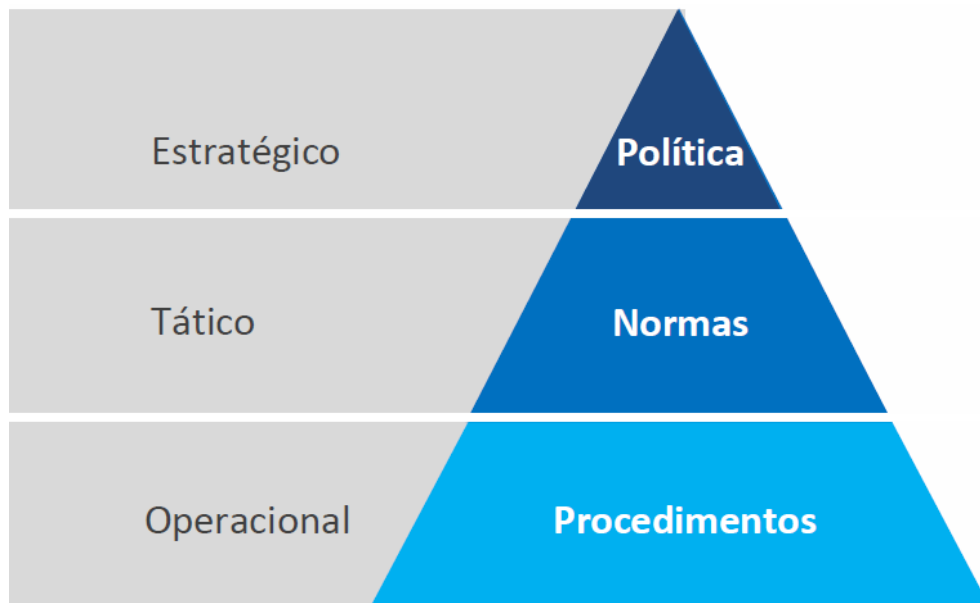 Estratégico
Política
Tático
Normas
Operacional
Procedimentos